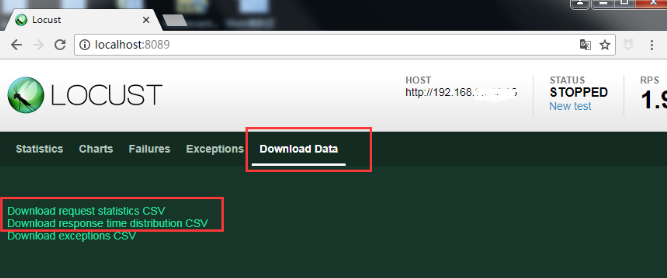 Locust
localhost:8089
LOCUST
HOST
http://192.168.
STATUS
STOPPED
New test
RPS
1.9
Statistics
Charts
Failures
Exceptions
Download Data
Download request statistics CSV
Download response time distribution CSV
Download exceptions CSV